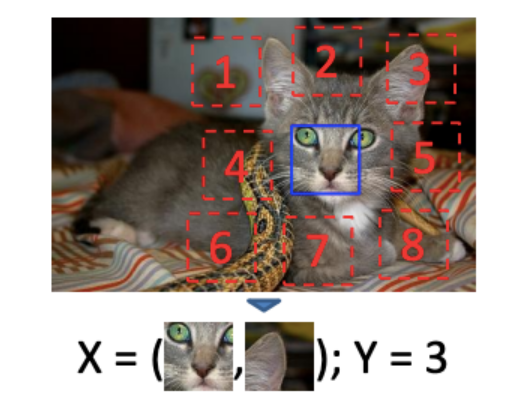 1 2 3
4 5
6 7 8
X = ( , ); Y = 3